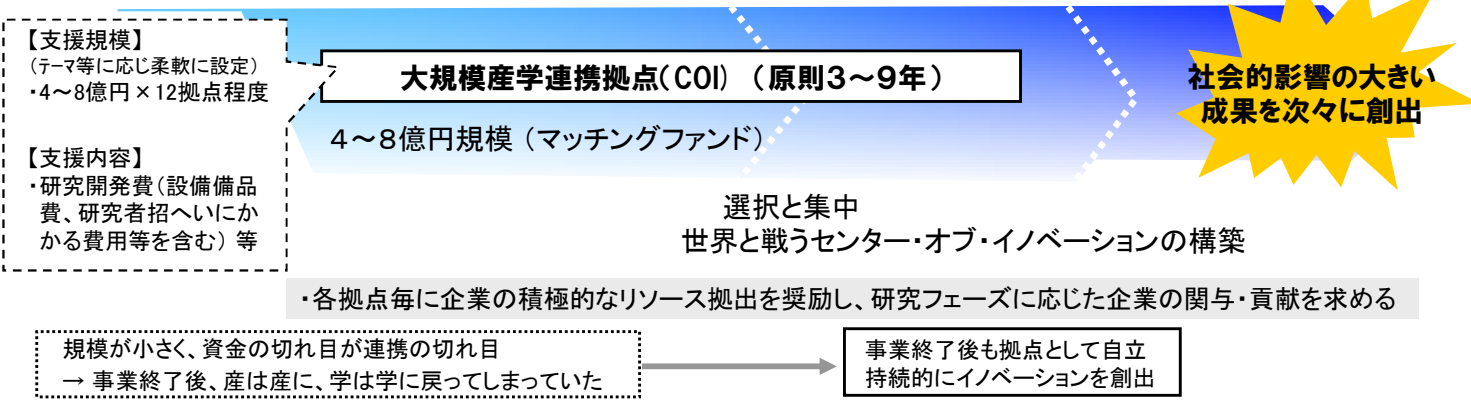 【支援規模】
(テーマ等に応じ柔軟に設定)
・4～8億円×12拠点程度
【支援内容】
・研究開発費(設備備品
費、研究者招へいにか
かる費用等を含む) 等
大規模産学連携拠点(COI) (原則3～9年)
4～8億円規模 (マッチングファンド)
社会的影響の大きい
成果を次々に創出
選択と集中
世界と戦うセンター・オブ・イノベーションの構築
・各拠点毎に企業の積極的なリソース拠出を奨励し、研究フェーズに応じた企業の関与・貢献を求める
規模が小さく、資金の切れ目が連携の切れ目
→ 事業終了後、産は産に、学は学に戻ってしまっていた
事業終了後も拠点として自立
持続的にイノベーションを創出